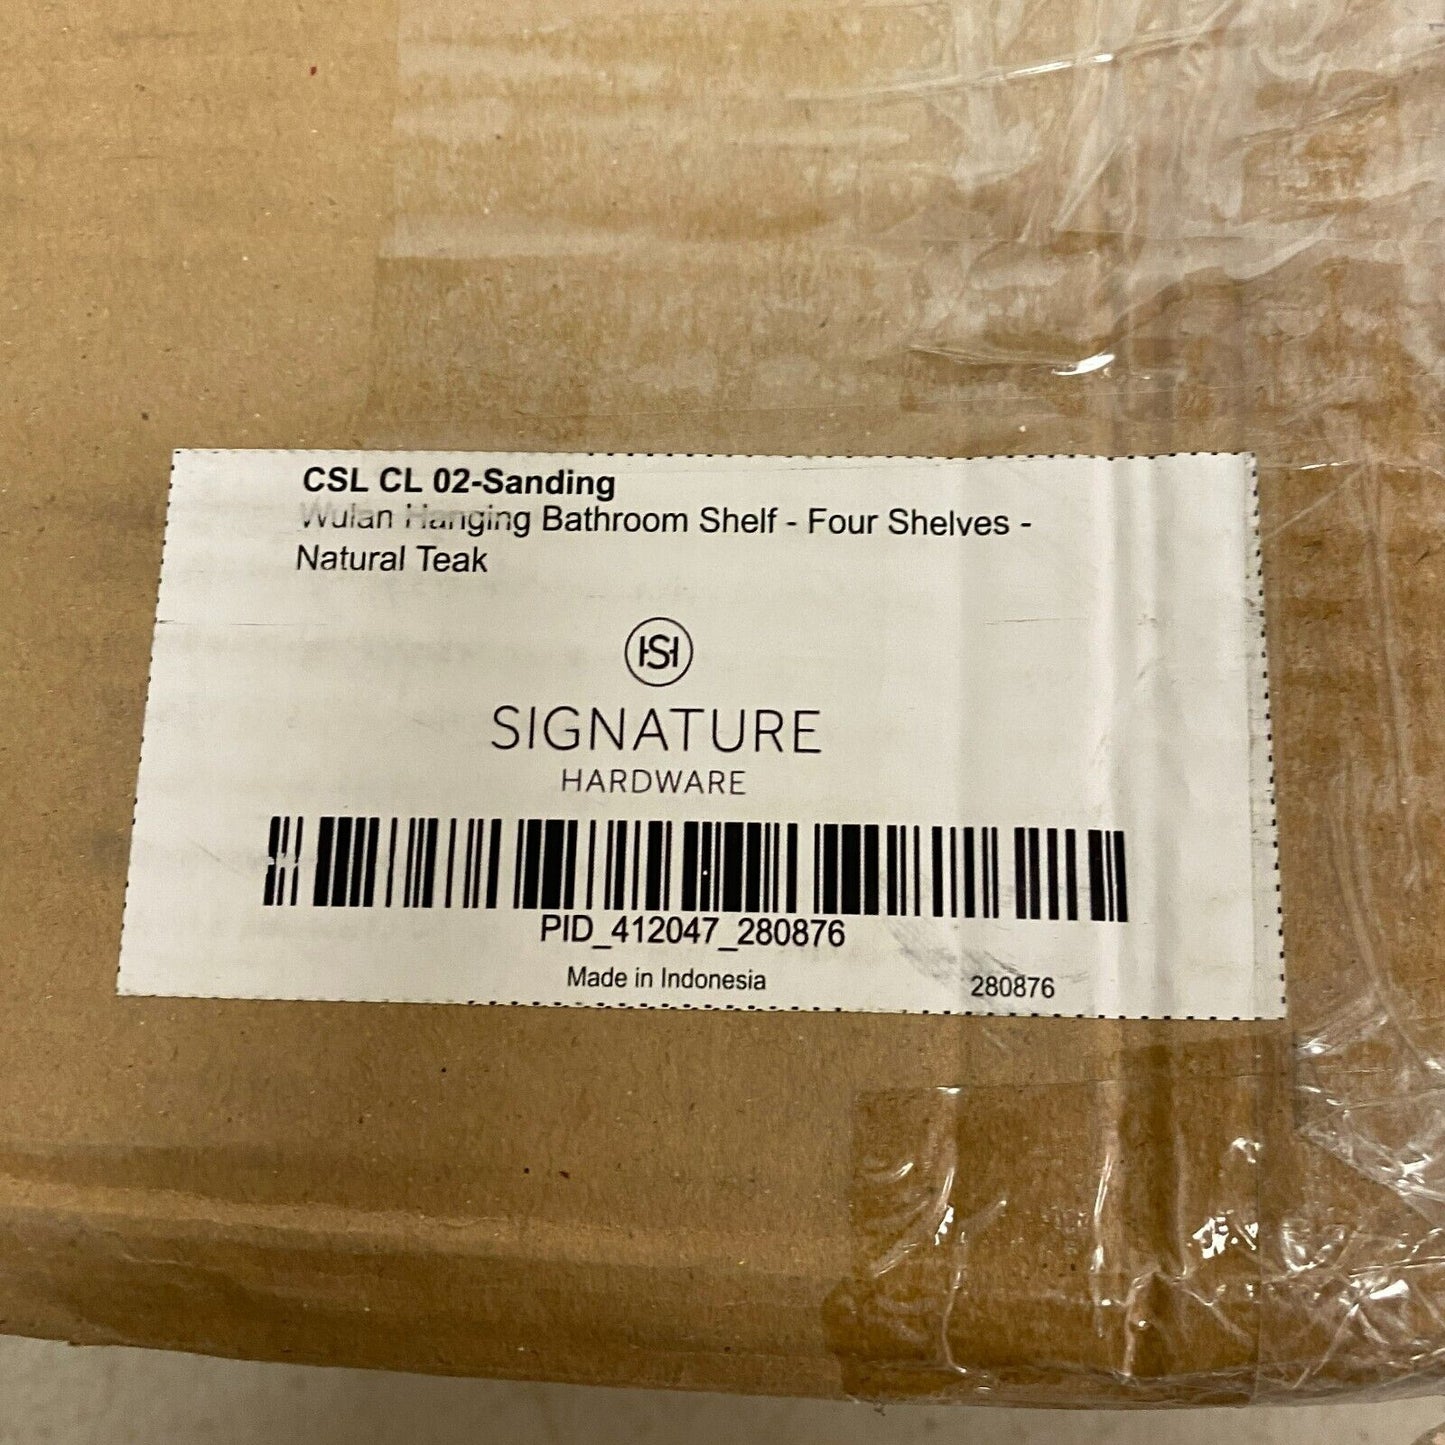 CSL CL 02-Sanding
Wulan Hanging Bathroom Shelf - Four Shelves -
Natural Teak
HSH
SIGNATURE
HARDWARE
PID_412047_280876
Made in Indonesia
280876